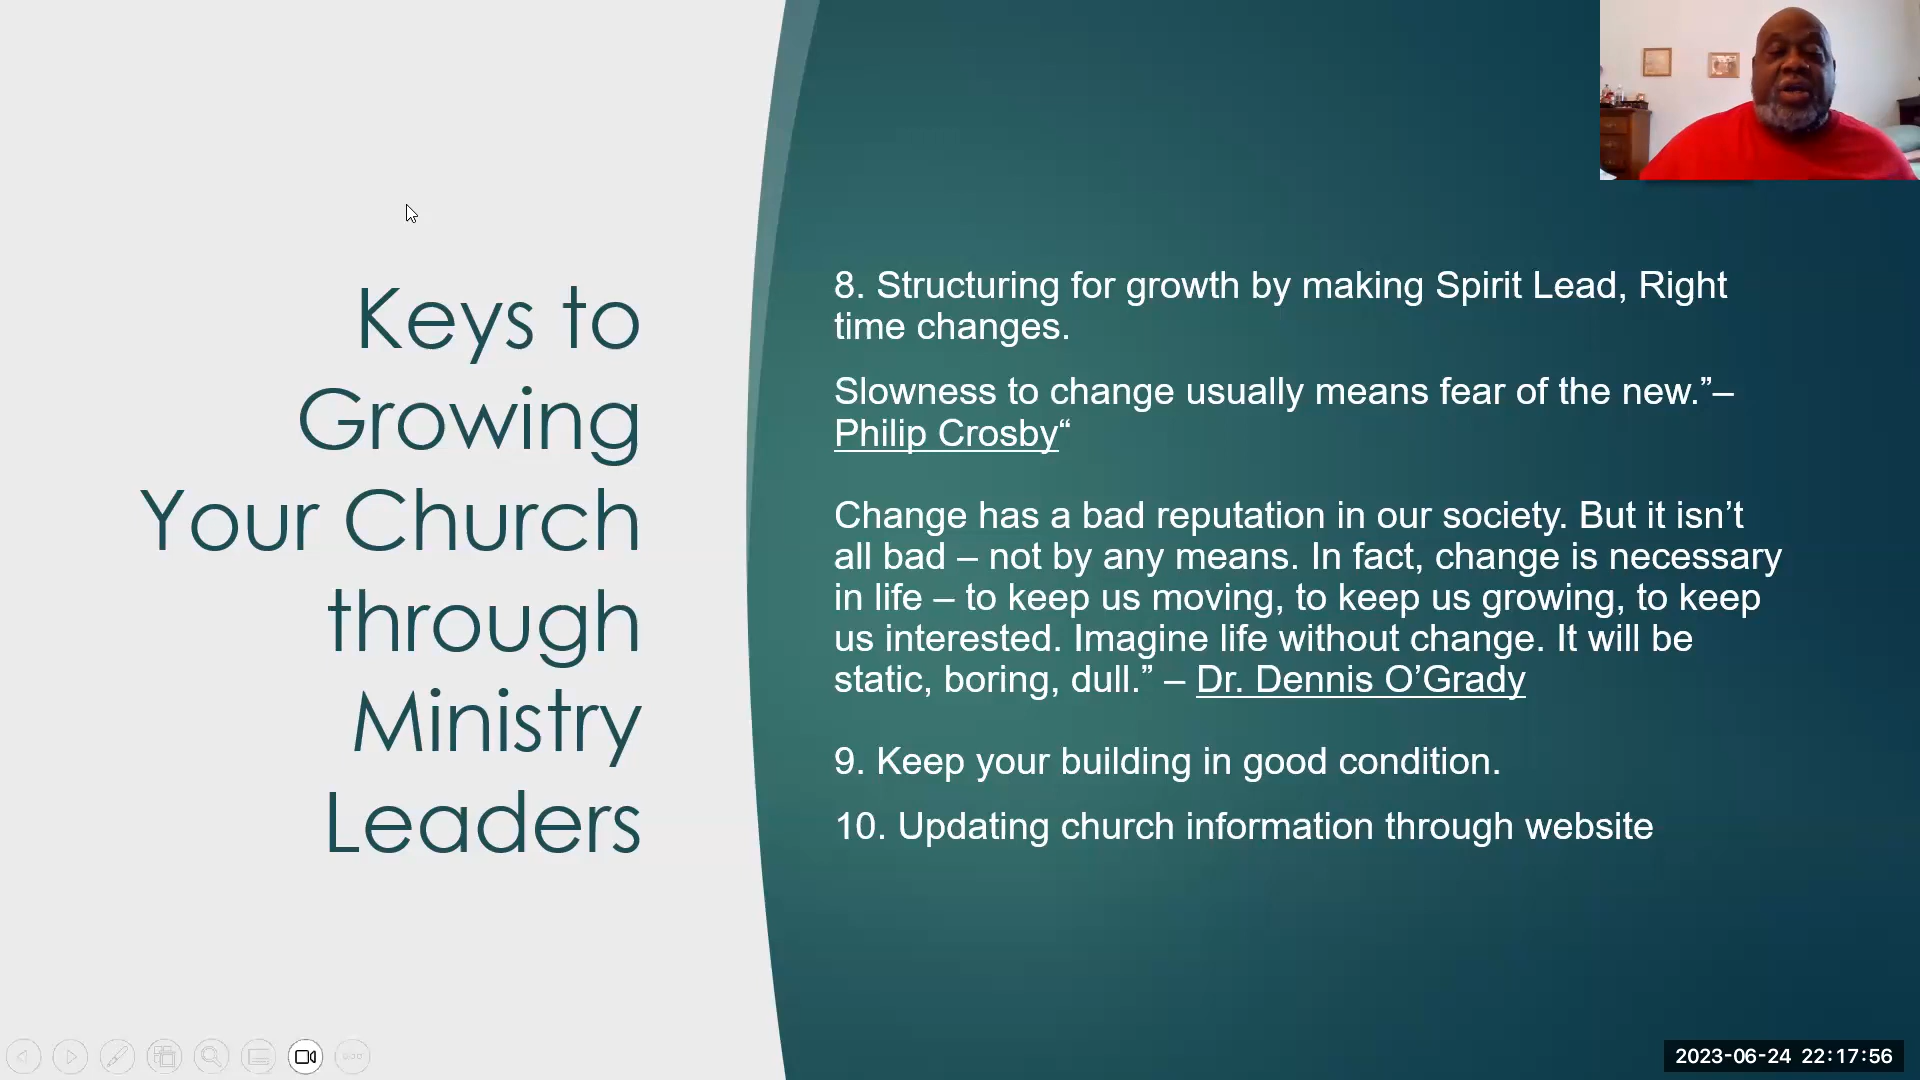 Keys to
Growing
Your Church
through
Ministry
Leaders
8. Structuring for growth by making Spirit Lead, Right
time changes.
Slowness to change usually means fear of the new.”–
Philip Crosby“
Change has a bad reputation in our society. But it isn’t
all bad – not by any means. In fact, change is necessary
in life – to keep us moving, to keep us growing, to keep
us interested. Imagine life without change. It will be
static, boring, dull.” – Dr. Dennis O’Grady
9. Keep your building in good condition.
10. Updating church information through website
2023-06-24 22:17:56